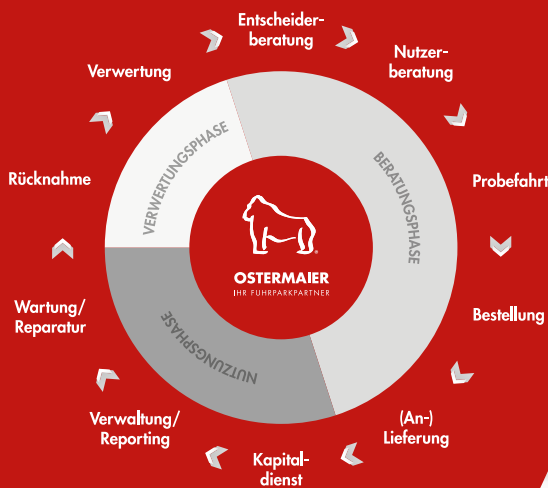 Entscheider-
beratung
Nutzer-
beratung
Probefahrt
Bestellung
(An-)
Lieferung
Kapital-
dienst
Verwaltung/
Reporting
Wartung/
Reparatur
Rücknahme
Verwertung
BERATUNGSPHASE
NUTZUNGSPHASE
VERWERTUNGSPHASE
OSTERMAIER
IHR FUHRPARKPARTNER